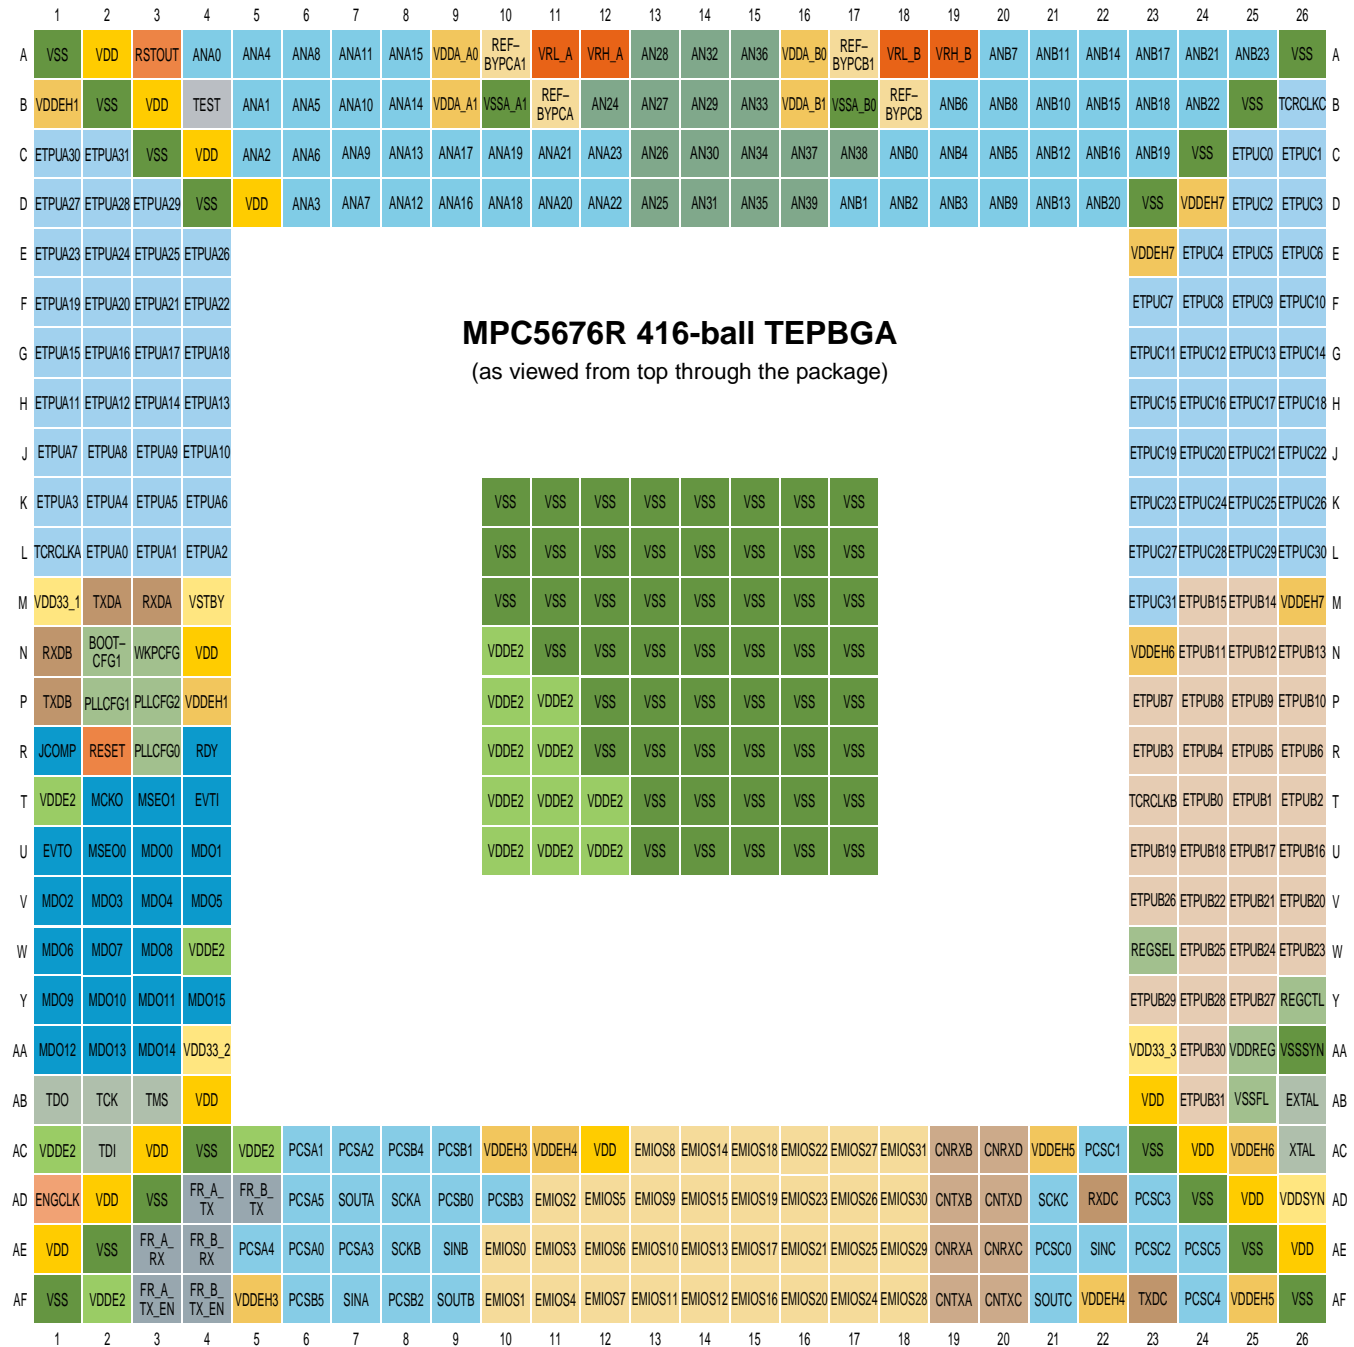 1 2 3 4 5 6 7 8 9 10 11 12 13 14 15 16 17 18 19 20 21 22 23 24 25 26
A VSS VDD RSTOUT ANA0 ANA4 ANA8 ANA11 ANA15 VDDA_A0 REF–BYPCA1 VRL_A VRH_A AN28 AN32 AN36 VDDA_B0 REF–BYPCB1 VRL_B VRH_B ANB7 ANB11 ANB14 ANB17 ANB21 ANB23 VSS A
B VDDEH1 VSS VDD TEST ANA1 ANA5 ANA10 ANA14 VDDA_A1 VSSA_A1 REF–BYPCA AN24 AN27 AN29 AN33 VDDA_B1 VSSA_B0 REF–BYPCB ANB6 ANB8 ANB10 ANB15 ANB18 ANB22 VSS TCRCLKC B
C ETPUA30 ETPUA31 VSS VDD ANA2 ANA6 ANA9 ANA13 ANA17 ANA19 ANA21 ANA23 AN26 AN30 AN34 AN37 AN38 ANB0 ANB4 ANB5 ANB12 ANB16 ANB19 VSS ETPUC0 ETPUC1 C
D ETPUA27 ETPUA28 ETPUA29 VSS VDD ANA3 ANA7 ANA12 ANA16 ANA18 ANA20 ANA22 AN25 AN31 AN35 AN39 ANB1 ANB2 ANB3 ANB9 ANB13 ANB20 VSS VDDEH7 ETPUC2 ETPUC3 D
E ETPUA23 ETPUA24 ETPUA25 ETPUA26 VDDEH7 ETPUC4 ETPUC5 ETPUC6 E
F ETPUA19 ETPUA20 ETPUA21 ETPUA22 ETPUC7 ETPUC8 ETPUC9 ETPUC10 F
MPC5676R 416-ball TEPBGA
(as viewed from top through the package)
G ETPUA15 ETPUA16 ETPUA17 ETPUA18 ETPUC11 ETPUC12 ETPUC13 ETPUC14 G
H ETPUA11 ETPUA12 ETPUA14 ETPUA13 ETPUC15 ETPUC16 ETPUC17 ETPUC18 H
J ETPUA7 ETPUA8 ETPUA9 ETPUA10 ETPUC19 ETPUC20 ETPUC21 ETPUC22 J
K ETPUA3 ETPUA4 ETPUA5 ETPUA6 VSS VSS VSS VSS VSS VSS VSS VSS ETPUC23 ETPUC24 ETPUC25 ETPUC26 K
L TCRCLKA ETPUA0 ETPUA1 ETPUA2 VSS VSS VSS VSS VSS VSS VSS VSS ETPUC27 ETPUC28 ETPUC29 ETPUC30 L
M VDD33_1 TXDA RXDA VSTBY VSS VSS VSS VSS VSS VSS VSS VSS ETPUC31 ETPUB15 ETPUB14 VDDEH7 M
N RXDB BOOT–CFG1 WKPCFG VDD VDDE2 VSS VSS VSS VSS VSS VSS VSS VDDEH6 ETPUB11 ETPUB12 ETPUB13 N
P TXDB PLLCFG1 PLLCFG2 VDDEH1 VDDE2 VDDE2 VSS VSS VSS VSS VSS VSS ETPUB7 ETPUB8 ETPUB9 ETPUB10 P
R JCOMP RESET PLLCFG0 RDY VDDE2 VDDE2 VSS VSS VSS VSS VSS VSS ETPUB3 ETPUB4 ETPUB5 ETPUB6 R
T VDDE2 MCKO MSEO1 EVTI VDDE2 VDDE2 VDDE2 VSS VSS VSS VSS VSS TCRCLKB ETPUB0 ETPUB1 ETPUB2 T
U EVTO MSEO0 MDO0 MDO1 VDDE2 VDDE2 VDDE2 VSS VSS VSS VSS VSS ETPUB19 ETPUB18 ETPUB17 ETPUB16 U
V MDO2 MDO3 MDO4 MDO5 ETPUB26 ETPUB22 ETPUB21 ETPUB20 V
W MDO6 MDO7 MDO8 VDDE2 REGSEL ETPUB25 ETPUB24 ETPUB23 W
Y MDO9 MDO10 MDO11 MDO15 ETPUB29 ETPUB28 ETPUB27 REGCTL Y
AA MDO12 MDO13 MDO14 VDD33_2 VDD33_3 ETPUB30 VDDREG VSSSYN AA
AB TDO TCK TMS VDD VDD ETPUB31 VSSFL EXTAL AB
AC VDDE2 TDI VDD VSS VDDE2 PCSA1 PCSA2 PCSB4 PCSB1 VDDEH3 VDDEH4 VDD EMIOS8 EMIOS14 EMIOS18 EMIOS22 EMIOS27 EMIOS31 CNRXB CNRXD VDDEH5 PCSC1 VSS VDD VDDEH6 XTAL AC
AD ENGCLK VDD VSS FR_A_TX FR_B_TX PCSA5 SOUTA SCKA PCSB0 PCSB3 EMIOS2 EMIOS5 EMIOS9 EMIOS15 EMIOS19 EMIOS23 EMIOS26 EMIOS30 CNTXB CNTXD SCKC RXDC PCSC3 VSS VDD VDDSYN AD
AE VDD VSS FR_A_RX FR_B_RX PCSA4 PCSA0 PCSA3 SCKB SINB EMIOS0 EMIOS3 EMIOS6 EMIOS10 EMIOS13 EMIOS17 EMIOS21 EMIOS25 EMIOS29 CNRXA CNRXC PCSC0 SINC PCSC2 PCSC5 VSS VDD AE
AF VSS VDDE2 FR_A_TX_EN FR_B_TX_EN VDDEH3 PCSB5 SINA PCSB2 SOUTB EMIOS1 EMIOS4 EMIOS7 EMIOS11 EMIOS12 EMIOS16 EMIOS20 EMIOS24 EMIOS28 CNTXA CNTXC SOUTC VDDEH4 TXDC PCSC4 VDDEH5 VSS AF
1 2 3 4 5 6 7 8 9 10 11 12 13 14 15 16 17 18 19 20 21 22 23 24 25 26